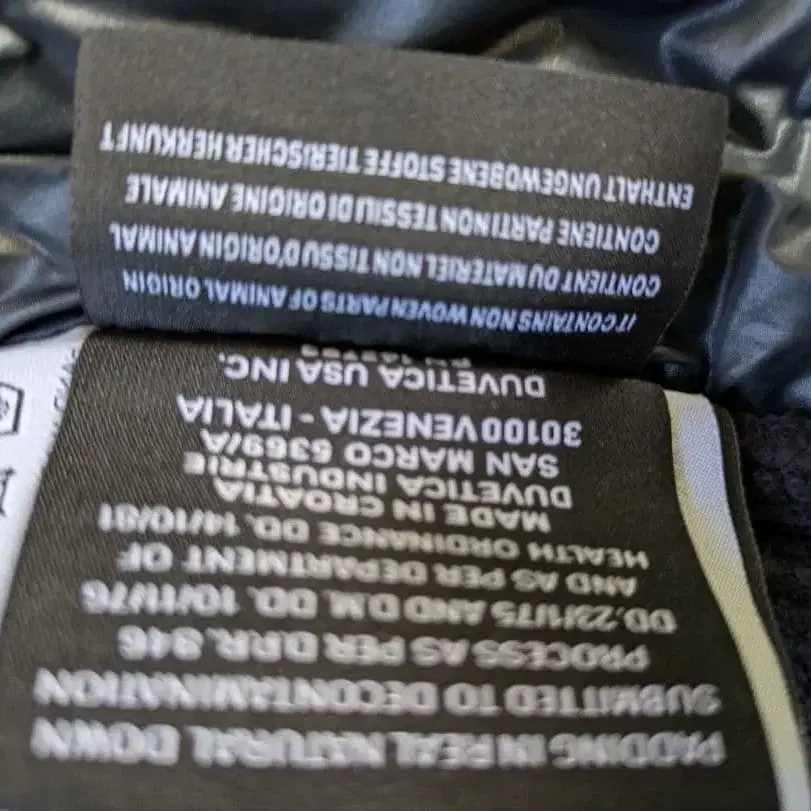 PADDING IN REAL NATURAL DOWN
SUBMITTED TO DECONTAMINATION
PROCESS AS PER D.P.R. 946
DD.23/1/75 AND D.M. DD. 10/11/76
AND AS PER DEPARTMENT OF
HEALTH ORDINANCE DD. 14/10/81
MADE IN CROATIA
DUVETICA INDUSTRIE
SAN MARCO 5369/A
30100 VENEZIA - ITALIA
DUVETICA USA INC.
IT CONTAINS NON WOVEN PARTS OF ANIMAL ORIGIN
CONTIENT DU MATERIEL NON TISSU,D'ORIGIN ANIMAL
CONTIENE PARTI NON TESSILI DI ORIGINE ANIMALE
ENTHALT UNGEWOBENE STOFFE TIERISCHER HERKUNFT